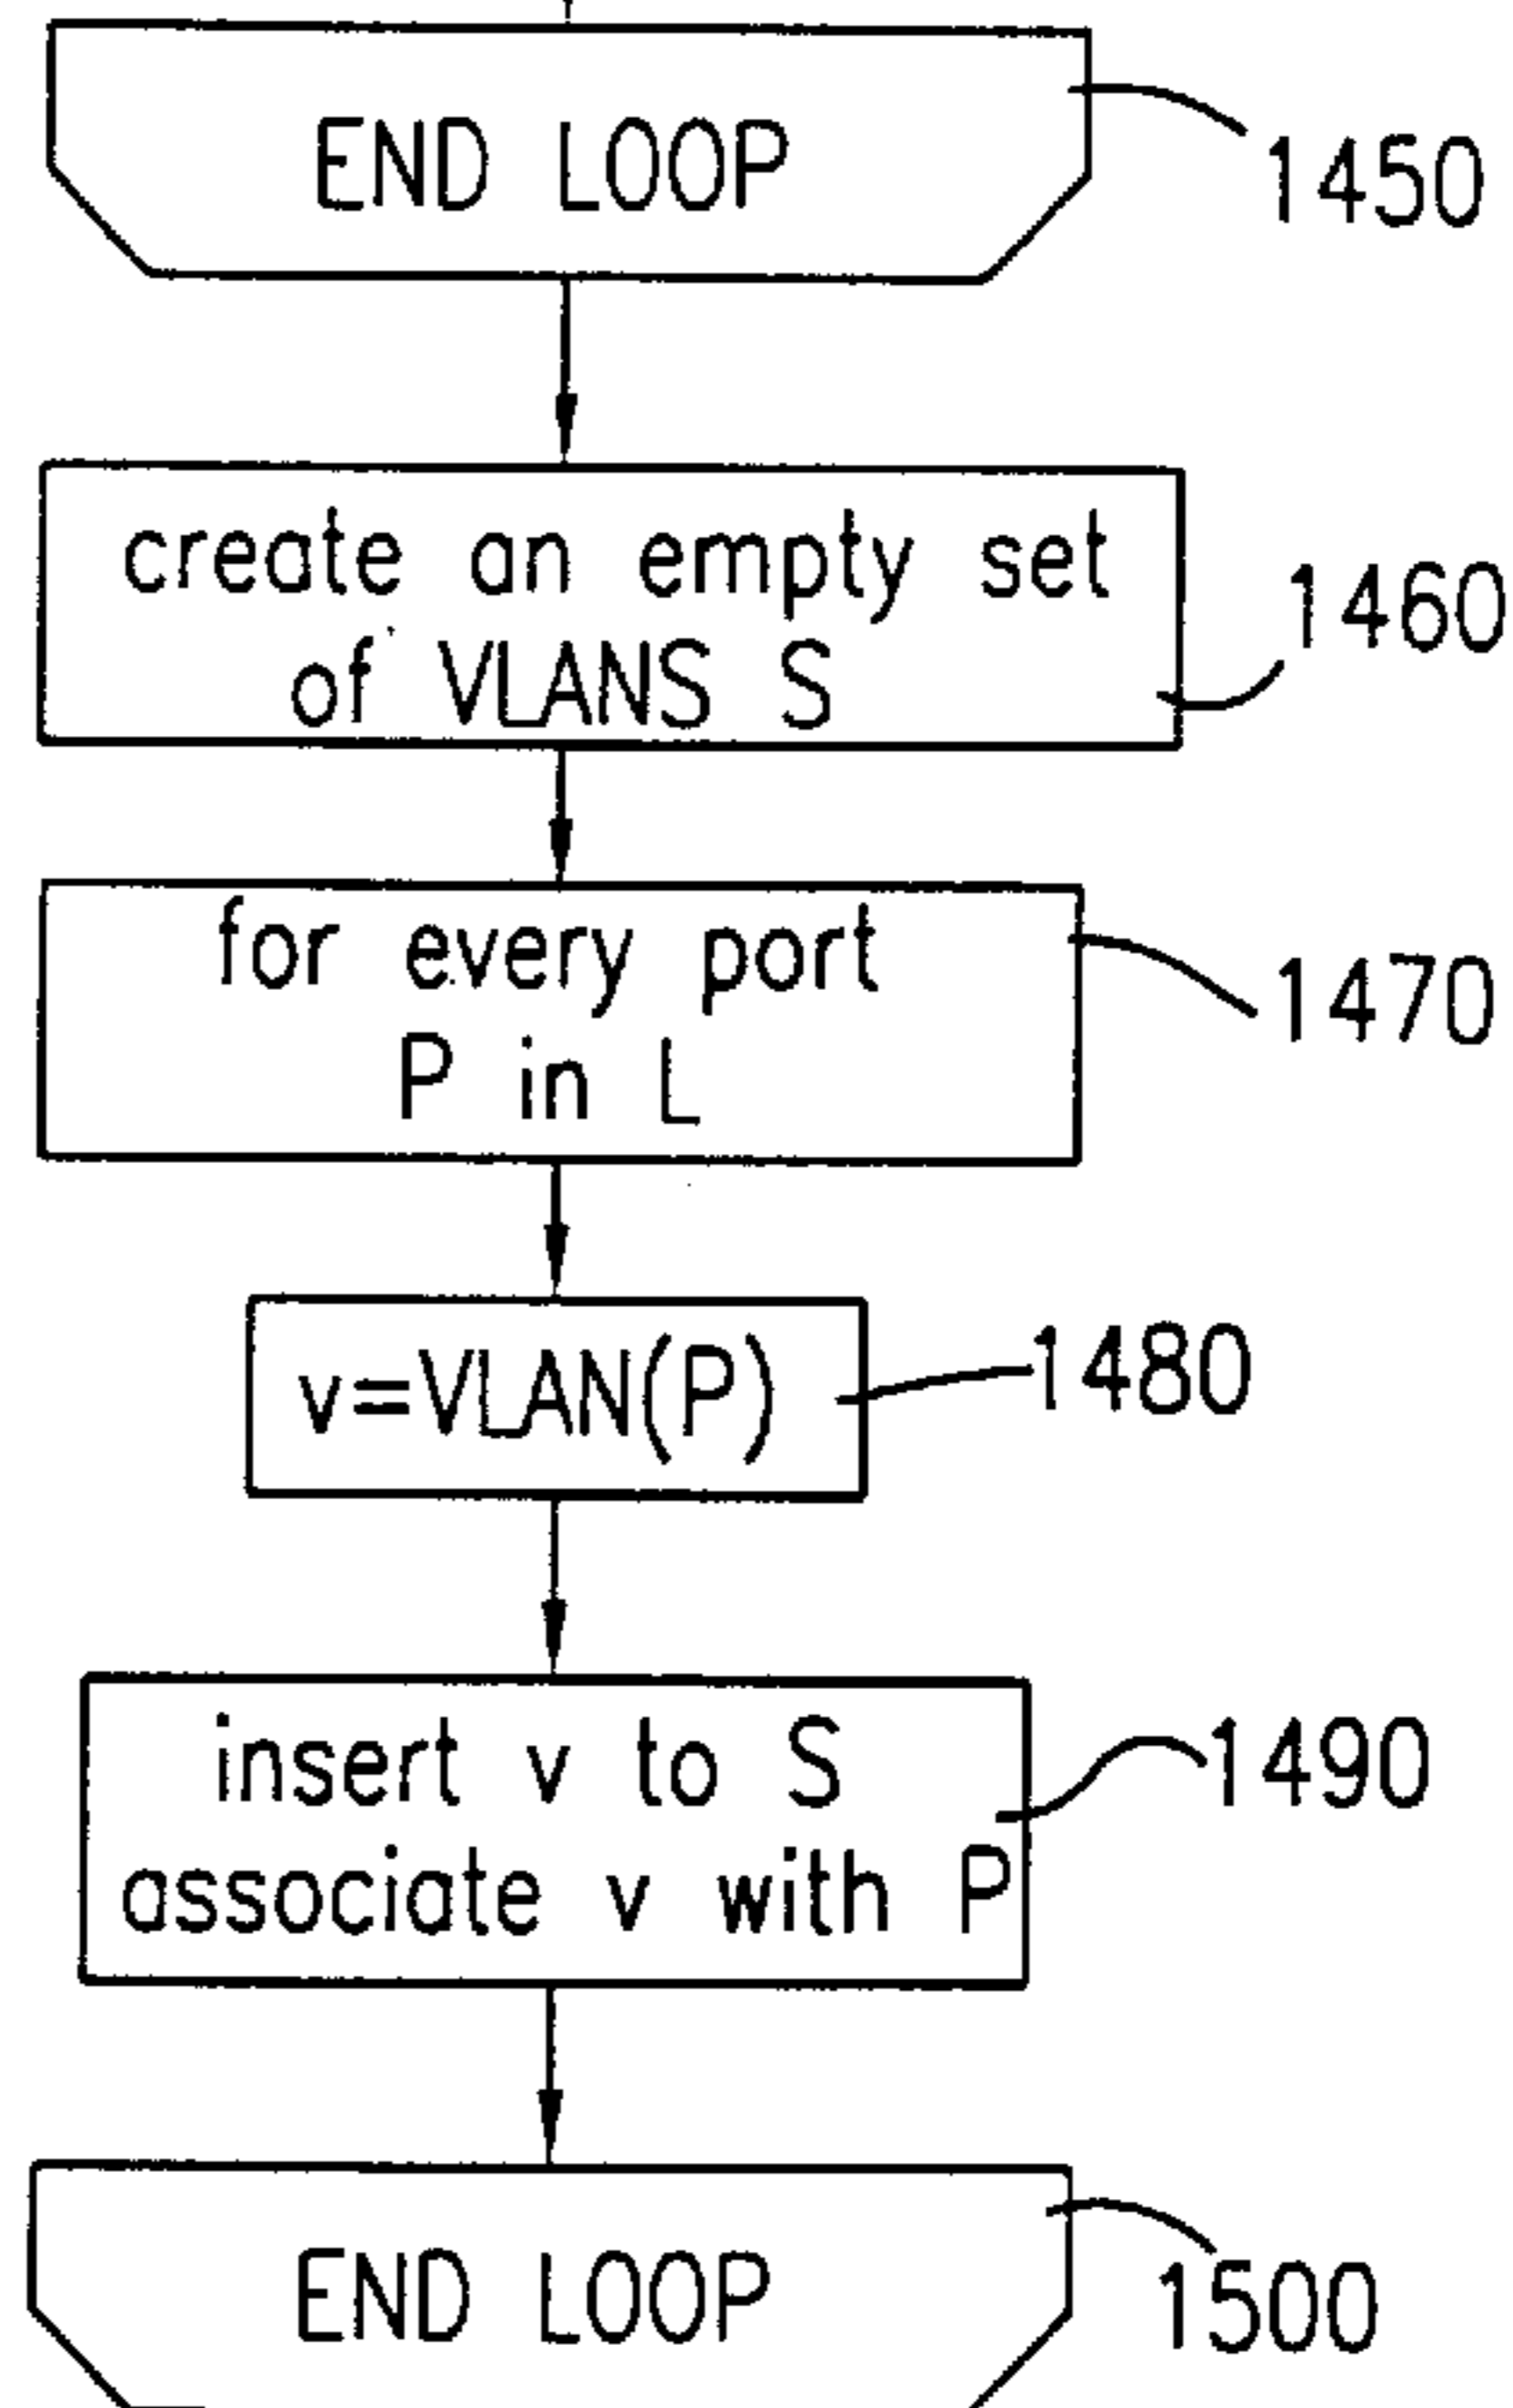 END LOOP
1450
create an empty set
of VLANS S
1460
for every port
P in L
1470
v=VLAN(P)
1480
insert v to S
associate v with P
1490
END LOOP
1500